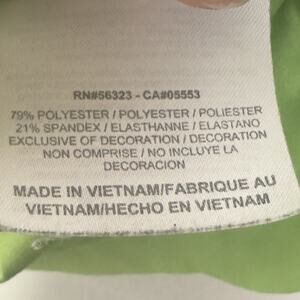 RN#56323 - CA#05553
79% POLYESTER / POLYESTER / POLIESTER
21% SPANDEX / ELASTHANNE / ELASTANO
EXCLUSIVE OF DECORATION / DECORATION
NON COMPRISE / NO INCLUYE LA
DECORACION
MADE IN VIETNAM/FABRIQUE AU
VIETNAM/HECHO EN VIETNAM